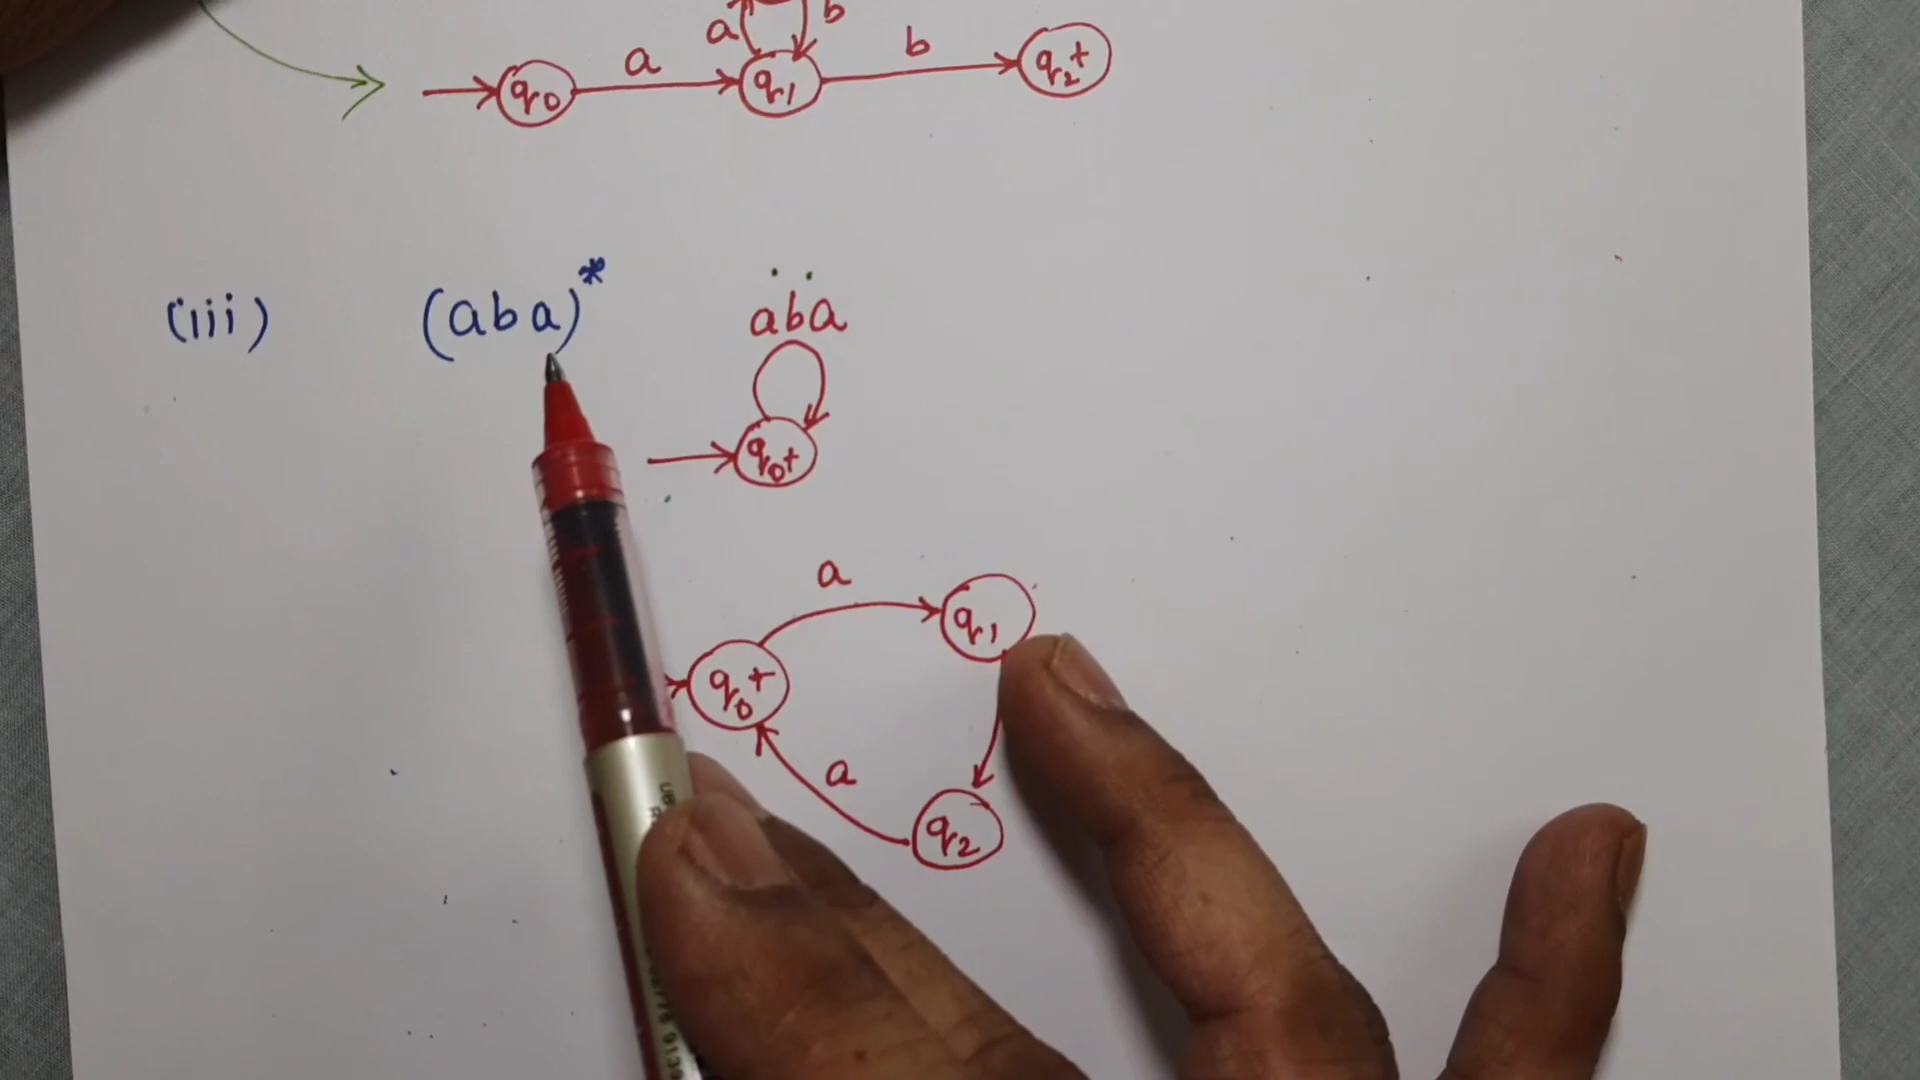 a b
q0 a q1 b q2+
(iii) (aba)* aba
q0+
a
q0+ q1
a
q2